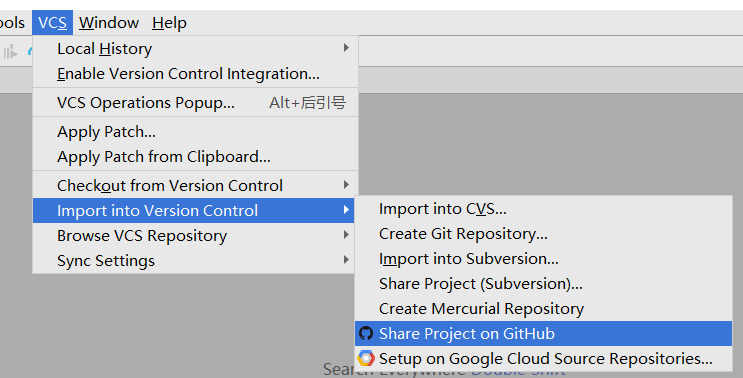 ools VCS Window Help
Local History
Enable Version Control Integration...
VCS Operations Popup... Alt+后引号
Apply Patch...
Apply Patch from Clipboard...
Checkout from Version Control
Import into Version Control
Browse VCS Repository
Sync Settings
Import into CVS...
Create Git Repository...
Import into Subversion...
Share Project (Subversion)...
Create Mercurial Repository
Share Project on GitHub
Setup on Google Cloud Source Repositories...
Search Everywhere Double Shift